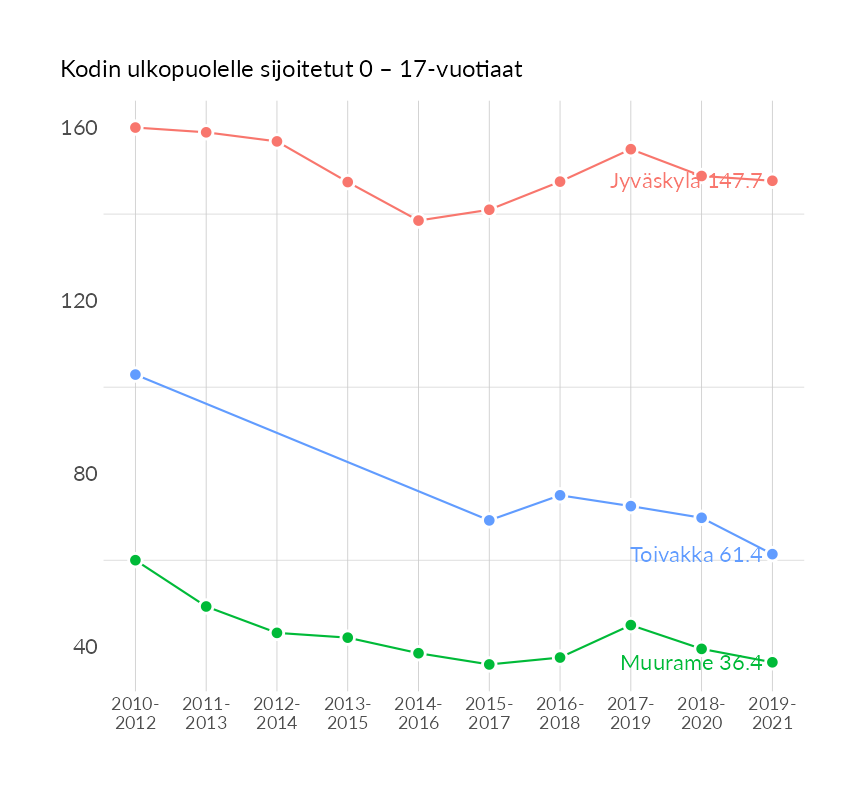 Kodin ulkopuolelle sijoitetut 0 – 17-vuotiaat
160
Jyväskylä 147.7
120
80
Toivakka 61.4
40
Muurame 36.4
2010- 2011- 2012- 2013- 2014- 2015- 2016- 2017- 2018- 2019-
2012 2013 2014 2015 2016 2017 2018 2019 2020 2021